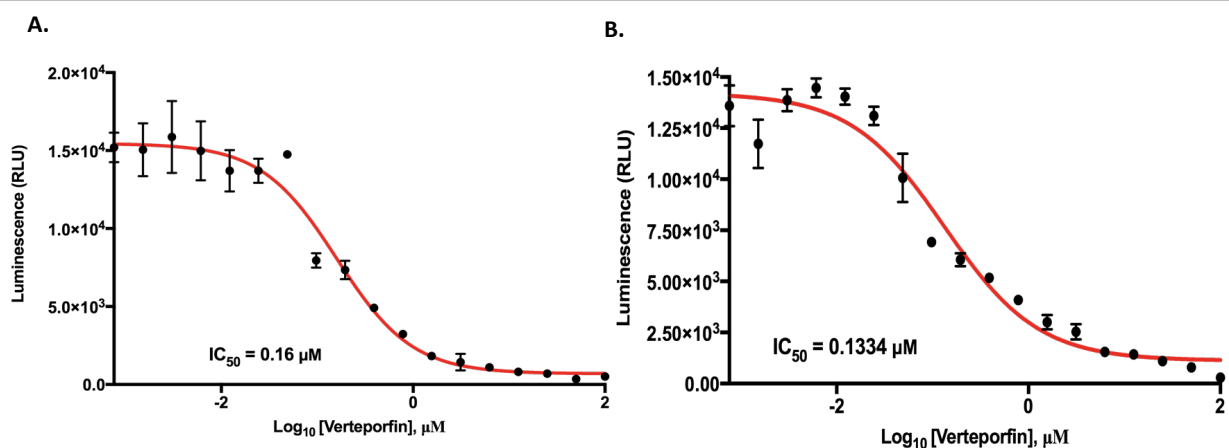 A.
2.0×10⁴
1.5×10⁴
1.0×10⁴
5.0×10³
0.0
Luminescence (RLU)
IC₅₀ = 0.16 µM
-2
0
2
Log₁₀ [Verteporfin], µM
B.
1.50×10⁴
1.25×10⁴
1.00×10⁴
7.50×10³
5.00×10³
2.50×10³
0.00
Luminescence (RLU)
IC₅₀ = 0.1334 µM
-2
0
2
Log₁₀ [Verteporfin], µM